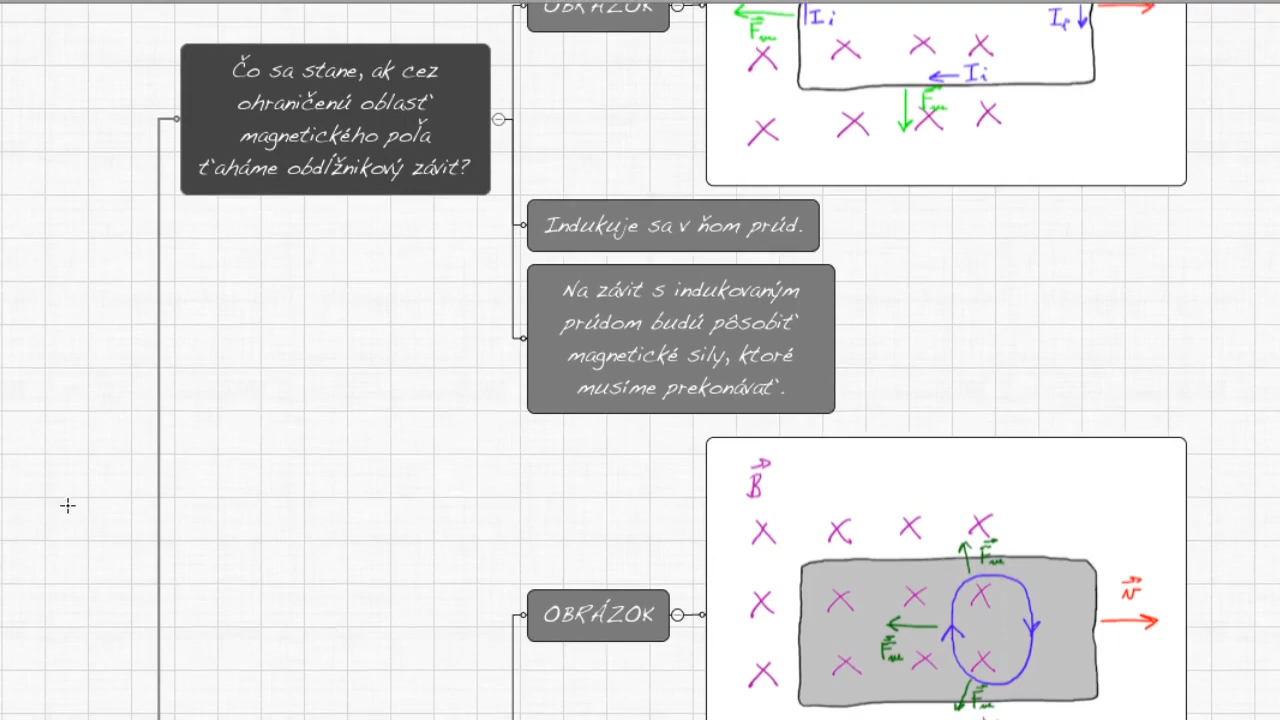 OBRÁZOK
I i
I i
F m
I i
F m
Čo sa stane, ak cez
ohraničenú oblasť
magnetického poľa
ťaháme obdĺžnikový závit?
Indukuje sa v ňom prúd.
Na závit s indukovaným
prúdom budú pôsobiť
magnetické sily, ktoré
musíme prekonávať.
B
OBRÁZOK
F m
v
F m
F m